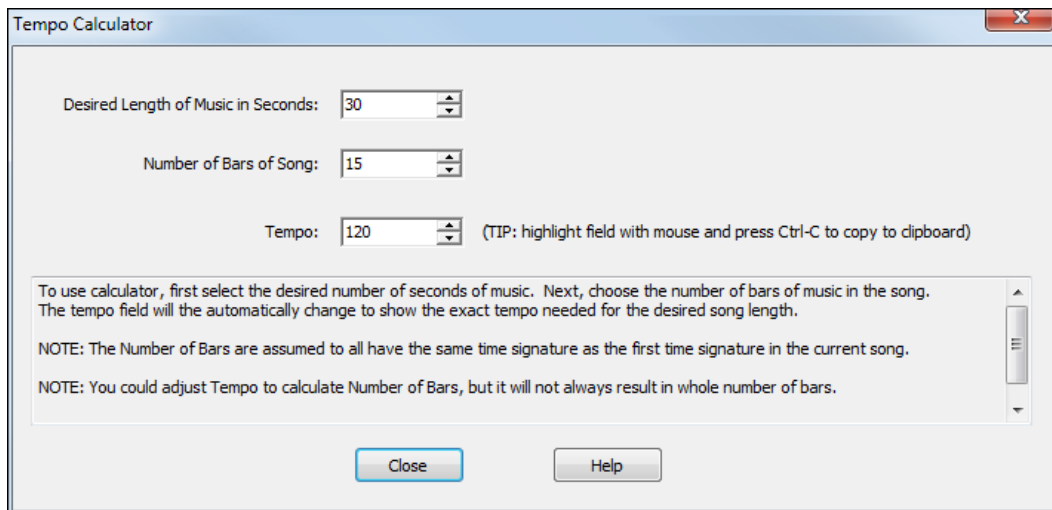 Tempo Calculator
Desired Length of Music in Seconds: 30
Number of Bars of Song: 15
Tempo: 120 (TIP: highlight field with mouse and press Ctrl-C to copy to clipboard)
To use calculator, first select the desired number of seconds of music. Next, choose the number of bars of music in the song.
The tempo field will the automatically change to show the exact tempo needed for the desired song length.
NOTE: The Number of Bars are assumed to all have the same time signature as the first time signature in the current song.
NOTE: You could adjust Tempo to calculate Number of Bars, but it will not always result in whole number of bars.
Close Help